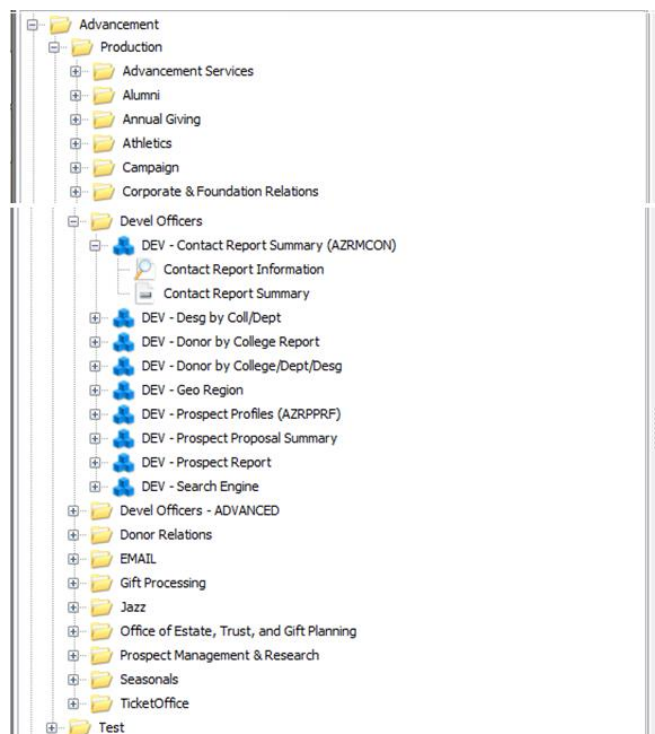 Advancement
Production
Advancement Services
Alumni
Annual Giving
Athletics
Campaign
Corporate & Foundation Relations
Devel Officers
DEV - Contact Report Summary (AZRMCON)
Contact Report Information
Contact Report Summary
DEV - Desg by Coll/Dept
DEV - Donor by College Report
DEV - Donor by College/Dept/Desg
DEV - Geo Region
DEV - Prospect Profiles (AZRPPRF)
DEV - Prospect Proposal Summary
DEV - Prospect Report
DEV - Search Engine
Devel Officers - ADVANCED
Donor Relations
EMAIL
Gift Processing
Jazz
Office of Estate, Trust, and Gift Planning
Prospect Management & Research
Seasonals
TicketOffice
Test